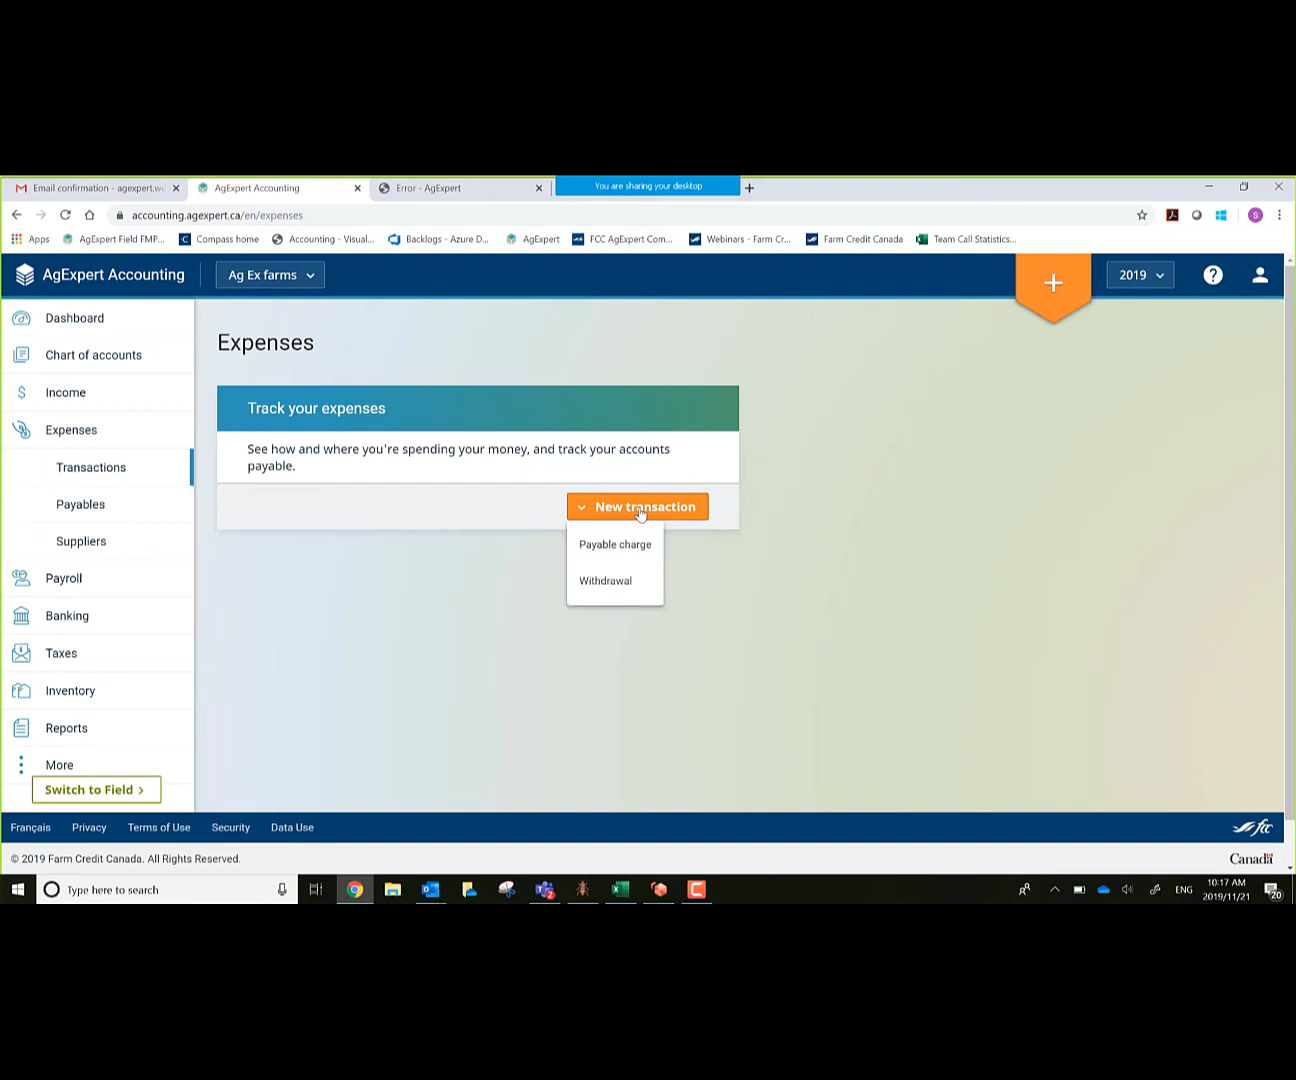 Email confirmation - agexpert.w
AgExpert Accounting
Error - AgExpert
You are sharing your desktop
accounting.agexpert.ca/en/expenses
Apps
AgExpert Field FMP...
Compass home
Accounting - Visual...
Backlogs - Azure D...
AgExpert
FCC AgExpert Com...
Webinars - Farm Cr...
Farm Credit Canada
Team Call Statistics...
AgExpert Accounting
Ag Ex farms
+
2019
?
Dashboard
Chart of accounts
Income
Expenses
Transactions
Payables
Suppliers
Payroll
Banking
Taxes
Inventory
Reports
More
Switch to Field >
Expenses
Track your expenses
See how and where you're spending your money, and track your accounts
payable.
New transaction
Payable charge
Withdrawal
Français Privacy Terms of Use Security Data Use
fcc
© 2019 Farm Credit Canada. All Rights Reserved.
Canada
Type here to search
ENG
10:17 AM
2019/11/21
20